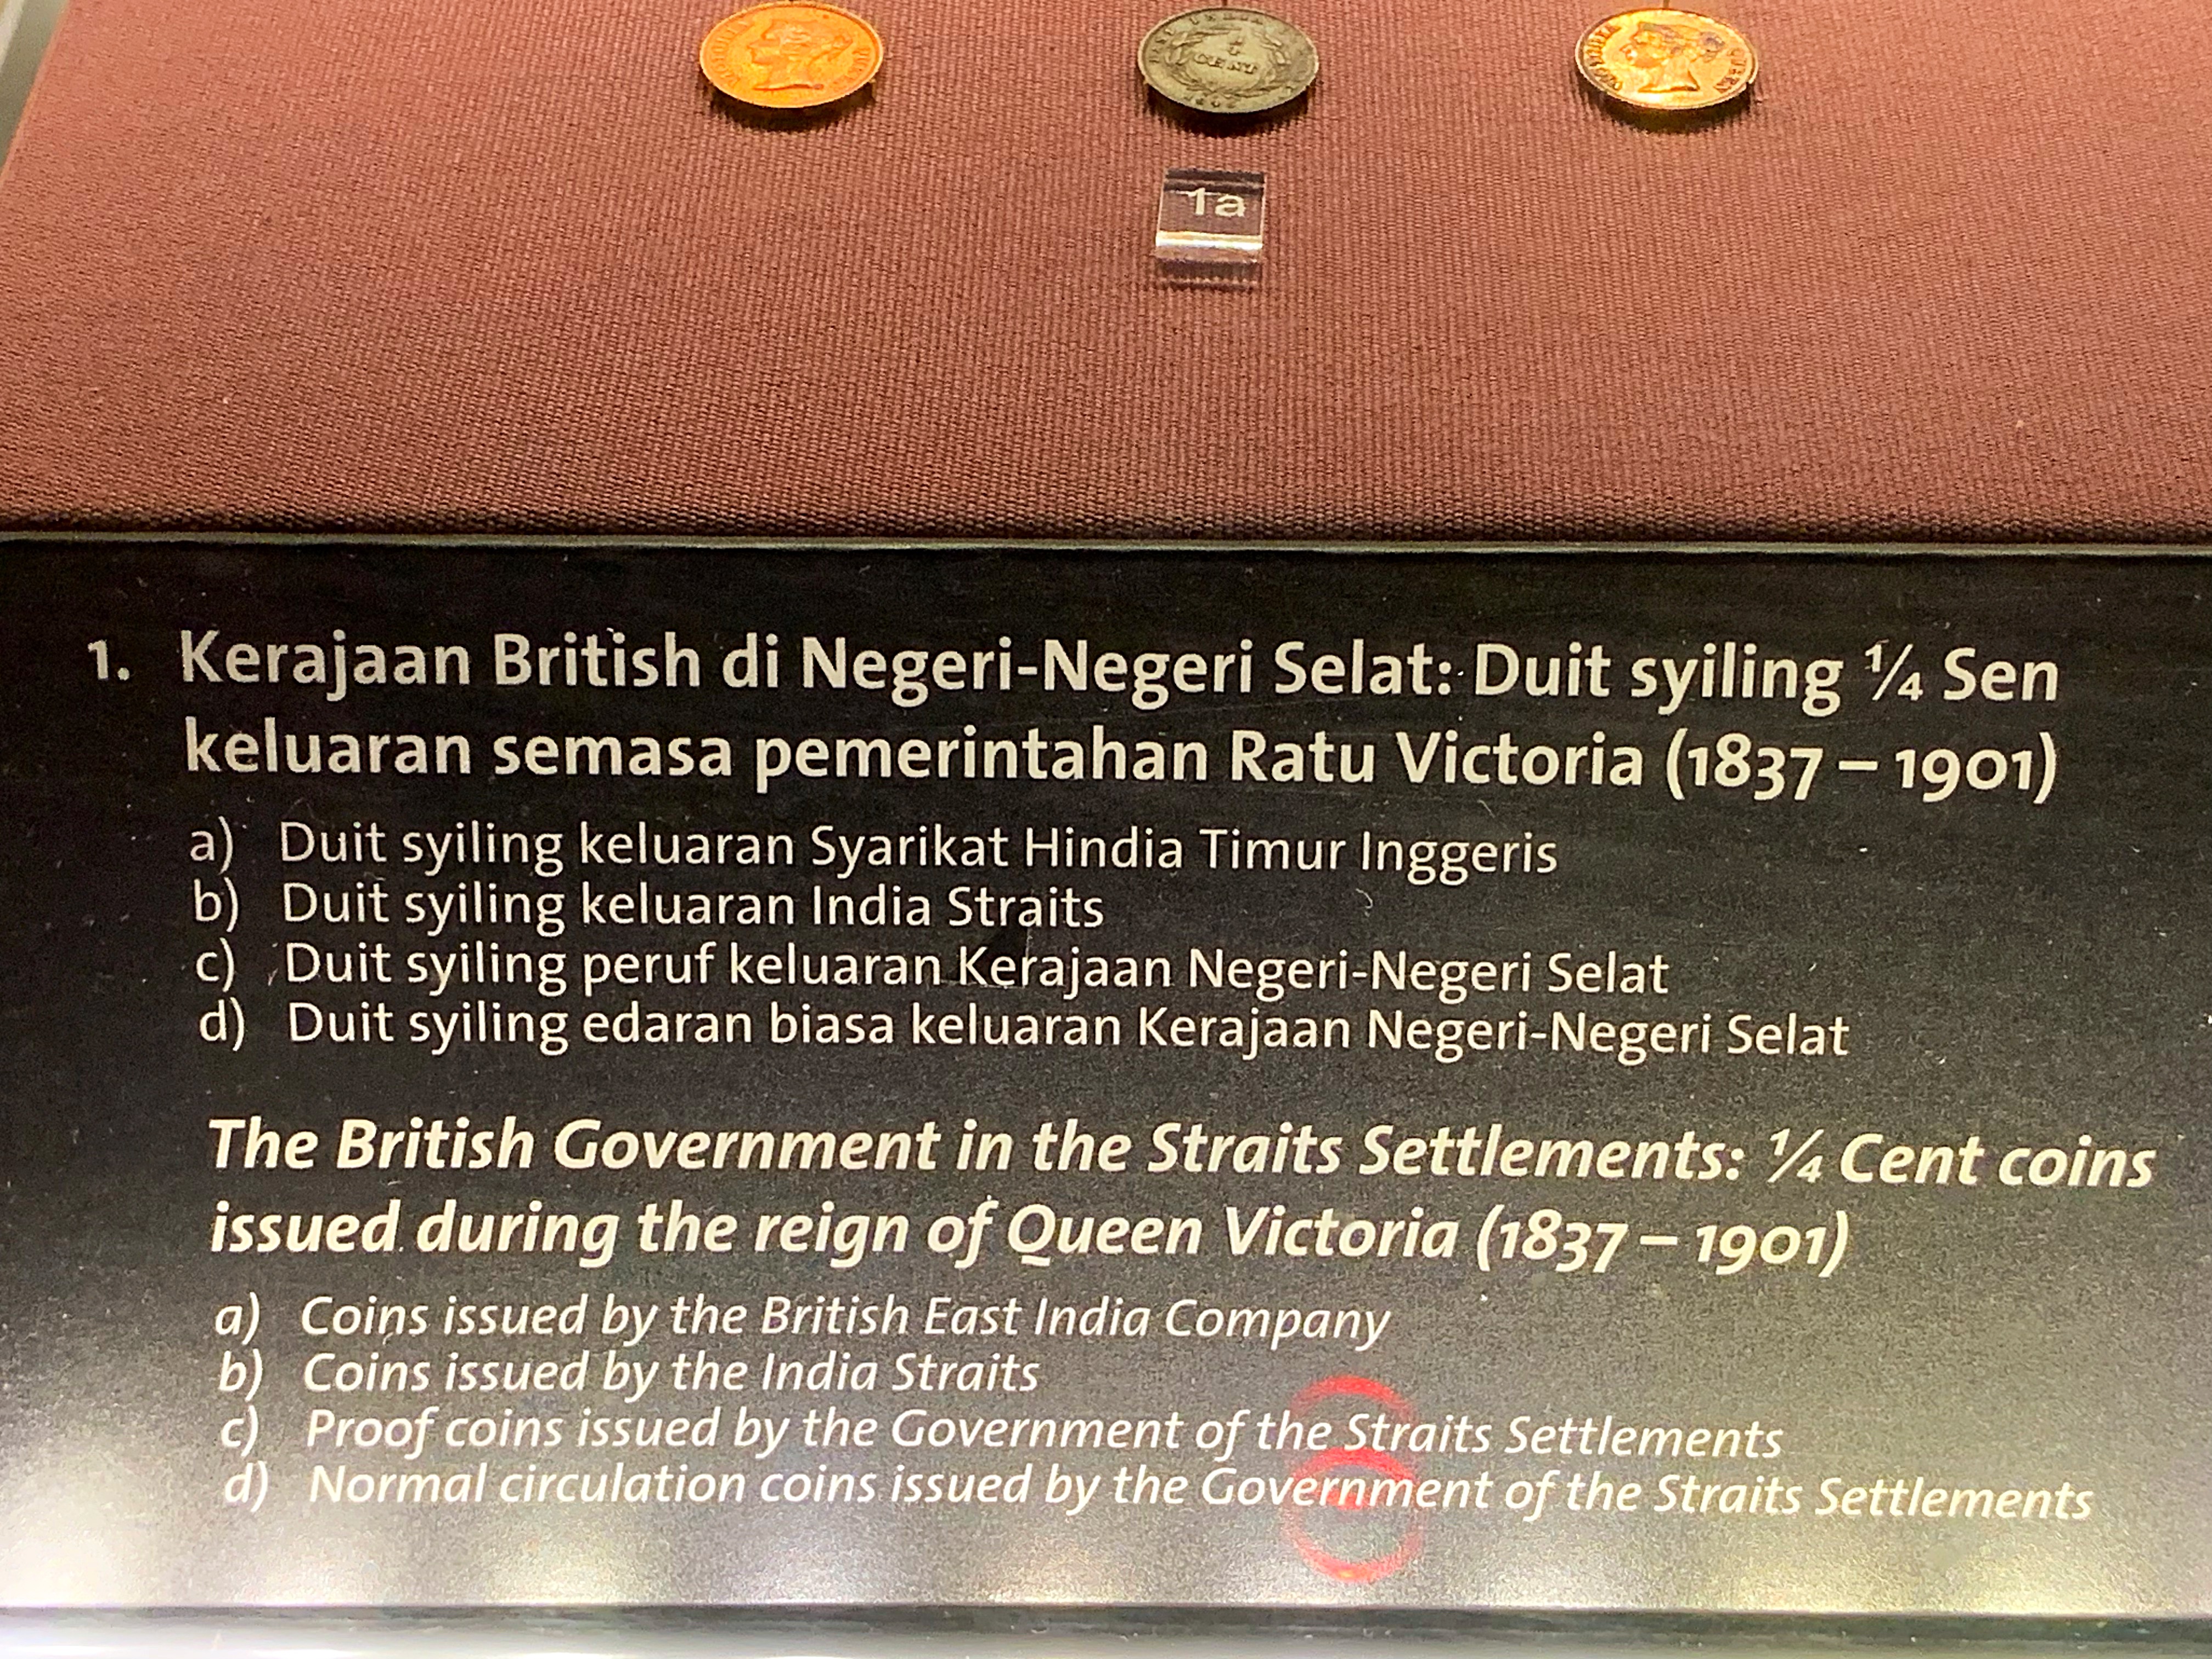 CENT
1a
1. Kerajaan British di Negeri-Negeri Selat: Duit syiling ¼ Sen
keluaran semasa pemerintahan Ratu Victoria (1837 – 1901)
a) Duit syiling keluaran Syarikat Hindia Timur Inggeris
b) Duit syiling keluaran India Straits
c) Duit syiling peruf keluaran Kerajaan Negeri-Negeri Selat
d) Duit syiling edaran biasa keluaran Kerajaan Negeri-Negeri Selat
The British Government in the Straits Settlements: ¼ Cent coins
issued during the reign of Queen Victoria (1837 – 1901)
a) Coins issued by the British East India Company
b) Coins issued by the India Straits
c) Proof coins issued by the Government of the Straits Settlements
d) Normal circulation coins issued by the Government of the Straits Settlements